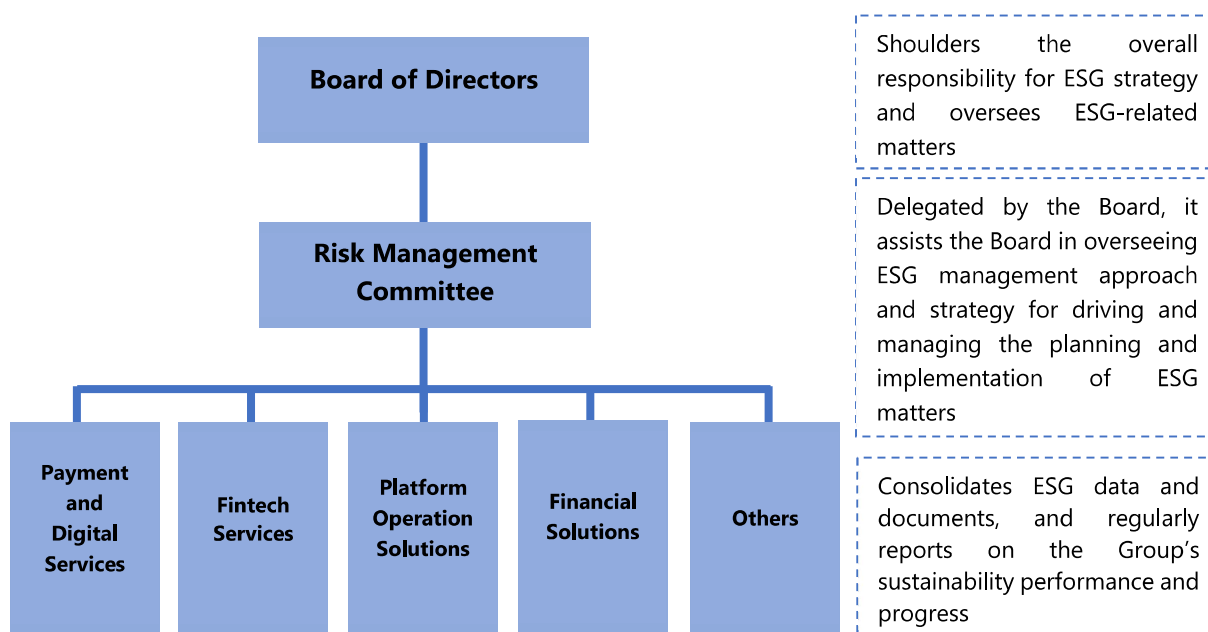 Board of Directors
Risk Management
Committee
Payment
and
Digital
Services
Fintech
Services
Platform
Operation
Solutions
Financial
Solutions
Others
Shoulders the overall
responsibility for ESG strategy
and oversees ESG-related
matters
Delegated by the Board, it
assists the Board in overseeing
ESG management approach
and strategy for driving and
managing the planning and
implementation of ESG
matters
Consolidates ESG data and
documents, and regularly
reports on the Group's
sustainability performance and
progress